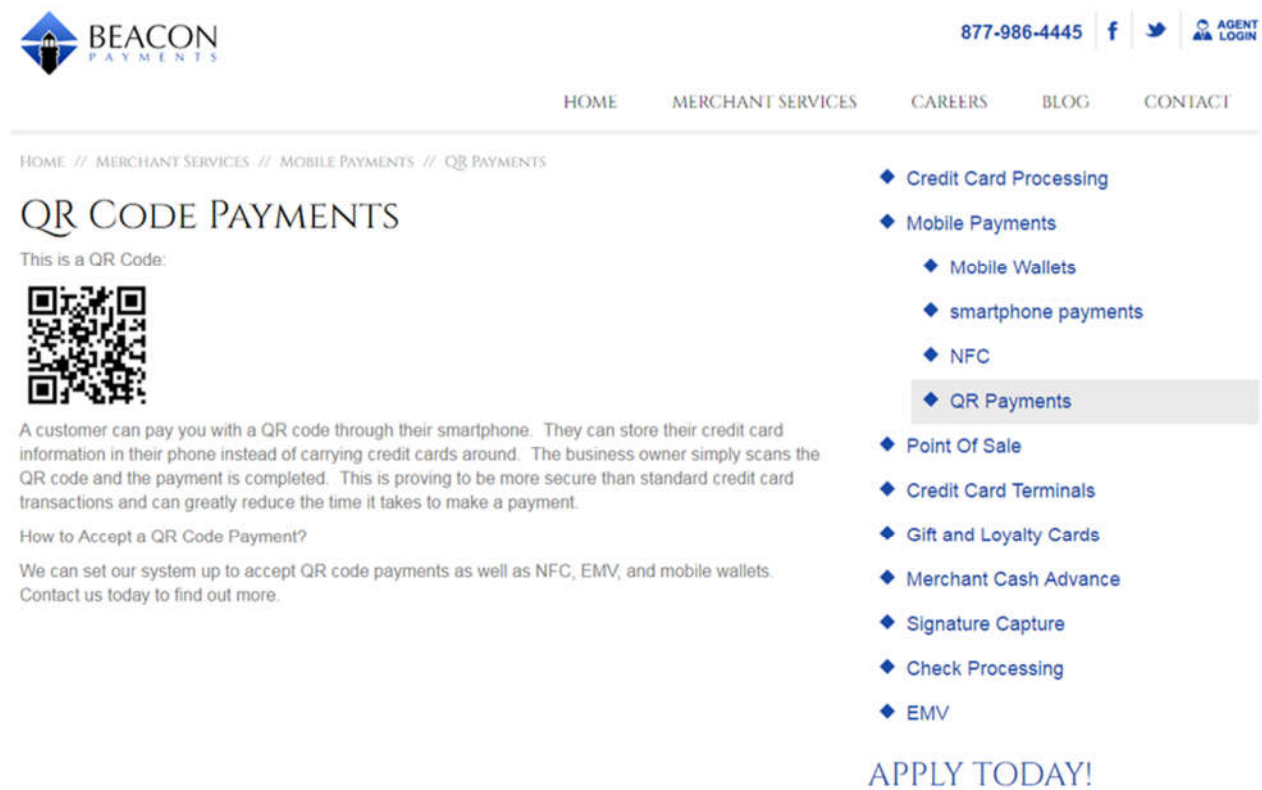 BEACON
PAYMENTS
877-986-4445
AGENT
LOGIN
HOME MERCHANT SERVICES CAREERS BLOG CONTACT
HOME // MERCHANT SERVICES // MOBILE PAYMENTS // QR PAYMENTS
QR CODE PAYMENTS
This is a QR Code:
A customer can pay you with a QR code through their smartphone. They can store their credit card
information in their phone instead of carrying credit cards around. The business owner simply scans the
QR code and the payment is completed. This is proving to be more secure than standard credit card
transactions and can greatly reduce the time it takes to make a payment.
How to Accept a QR Code Payment?
We can set our system up to accept QR code payments as well as NFC, EMV, and mobile wallets.
Contact us today to find out more.
Credit Card Processing
Mobile Payments
Mobile Wallets
smartphone payments
NFC
QR Payments
Point Of Sale
Credit Card Terminals
Gift and Loyalty Cards
Merchant Cash Advance
Signature Capture
Check Processing
EMV
APPLY TODAY!